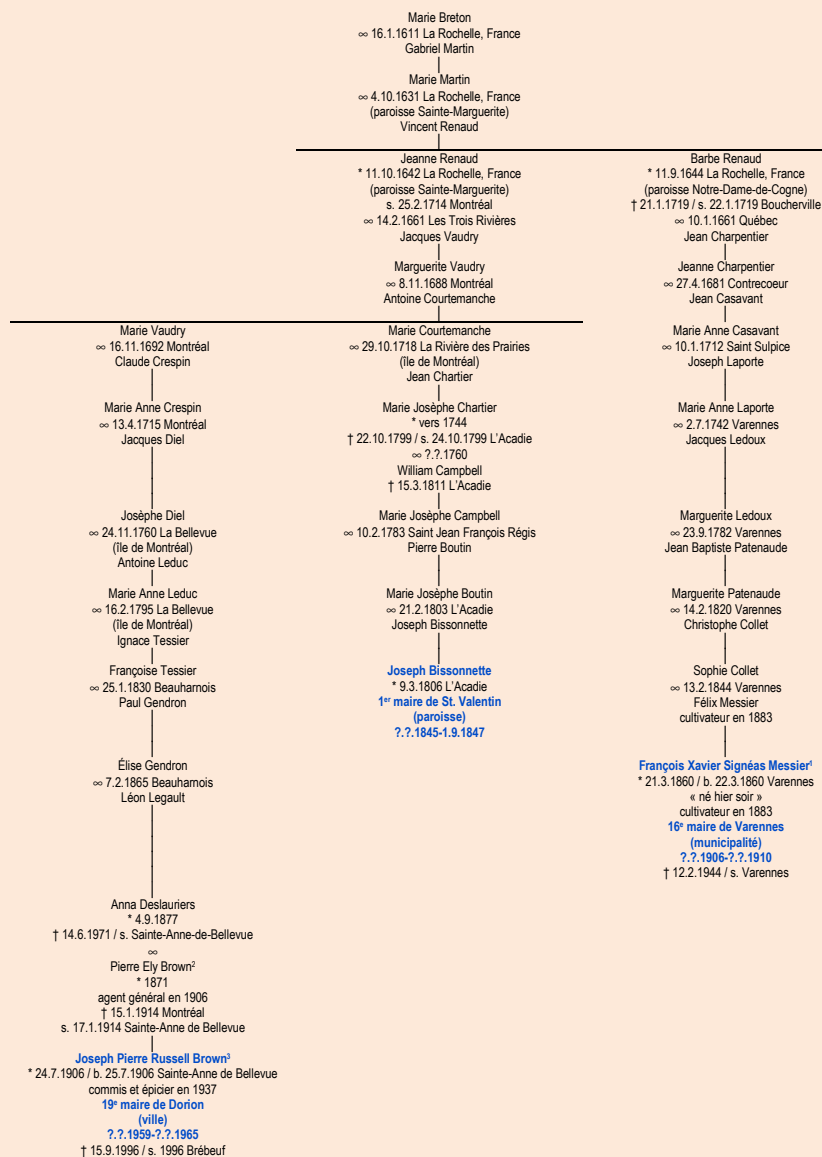 Marie Breton
∞ 16.1.1611 La Rochelle, France
Gabriel Martin
Marie Martin
∞ 4.10.1631 La Rochelle, France
(paroisse Sainte-Marguerite)
Vincent Renaud
Jeanne Renaud
* 11.10.1642 La Rochelle, France
(paroisse Sainte-Marguerite)
s. 25.2.1714 Montréal
∞ 14.2.1661 Les Trois Rivières
Jacques Vaudry
Marguerite Vaudry
∞ 8.11.1688 Montréal
Antoine Courtemanche
Barbe Renaud
* 11.9.1644 La Rochelle, France
(paroisse Notre-Dame-de-Cogne)
† 21.1.1719 / s. 22.1.1719 Boucherville
∞ 10.1.1661 Québec
Jean Charpentier
Jeanne Charpentier
∞ 27.4.1681 Contrecoeur
Jean Casavant
Marie Vaudry
∞ 16.11.1692 Montréal
Claude Crespin
Marie Anne Crespin
∞ 13.4.1715 Montréal
Jacques Diel
Josèphe Diel
∞ 24.11.1760 La Bellevue
(île de Montréal)
Antoine Leduc
Marie Anne Leduc
∞ 16.2.1795 La Bellevue
(île de Montréal)
Ignace Tessier
Françoise Tessier
∞ 25.1.1830 Beauharnois
Paul Gendron
Élise Gendron
∞ 7.2.1865 Beauharnois
Léon Legault
Anna Deslauriers
* 4.9.1877
† 14.6.1971 / s. Sainte-Anne-de-Bellevue
∞
Pierre Ely Brown²
* 1871
agent général en 1906
† 15.1.1914 Montréal
s. 17.1.1914 Sainte-Anne de Bellevue
Joseph Pierre Russell Brown³
* 24.7.1906 / b. 25.7.1906 Sainte-Anne de Bellevue
commis et épicier en 1937
19ᵉ maire de Dorion
(ville)
?.?.1959-?.?.1965
† 15.9.1996 / s. 1996 Brébeuf
Marie Courtemanche
∞ 29.10.1718 La Rivière des Prairies
(île de Montréal)
Jean Chartier
Marie Josèphe Chartier
* vers 1744
† 22.10.1799 / s. 24.10.1799 L'Acadie
∞ ?.?.1760
William Campbell
† 15.3.1811 L'Acadie
Marie Josèphe Campbell
∞ 10.2.1783 Saint Jean François Régis
Pierre Boutin
Marie Josèphe Boutin
∞ 21.2.1803 L'Acadie
Joseph Bissonnette
Joseph Bissonnette
* 9.3.1806 L'Acadie
1ᵉʳ maire de St. Valentin
(paroisse)
?.?.1845-1.9.1847
Marie Anne Casavant
∞ 10.1.1712 Saint Sulpice
Joseph Laporte
Marie Anne Laporte
∞ 2.7.1742 Varennes
Jacques Ledoux
Marguerite Ledoux
∞ 23.9.1782 Varennes
Jean Baptiste Patenaude
Marguerite Patenaude
∞ 14.2.1820 Varennes
Christophe Collet
Sophie Collet
∞ 13.2.1844 Varennes
Félix Messier
cultivateur en 1883
François Xavier Signéas Messier¹
* 21.3.1860 / b. 22.3.1860 Varennes
« né hier soir »
cultivateur en 1883
16ᵉ maire de Varennes
(municipalité)
?.?.1906-?.?.1910
† 12.2.1944 / s. Varennes